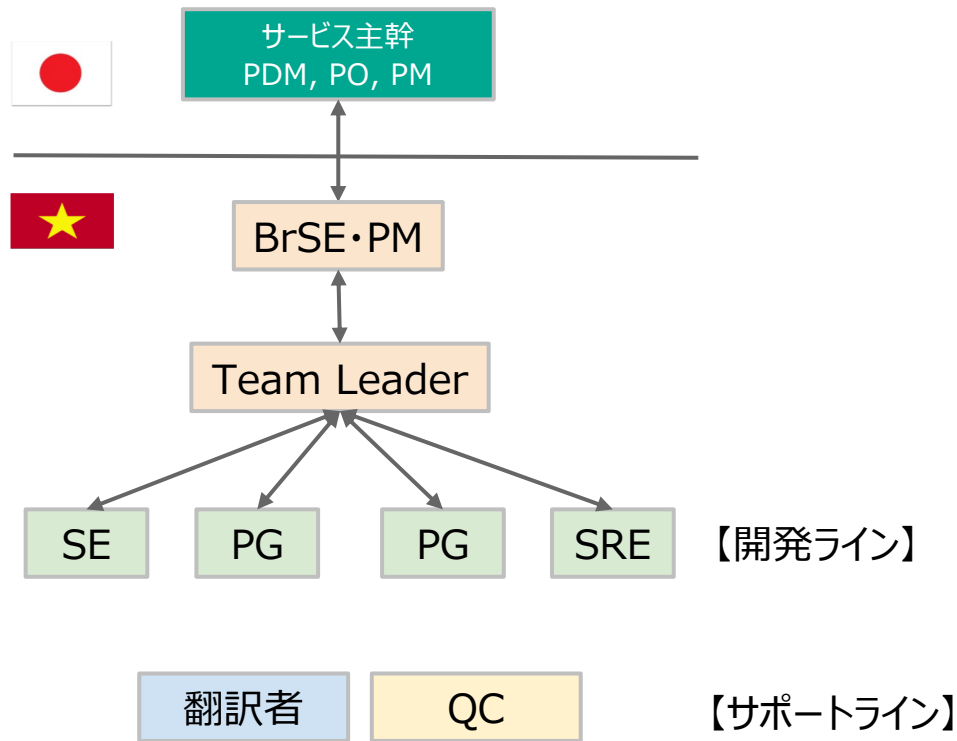 サービス主幹
PDM, PO, PM
BrSE・PM
Team Leader
SE
PG
PG
SRE
【開発ライン】
翻訳者
QC
【サポートライン】